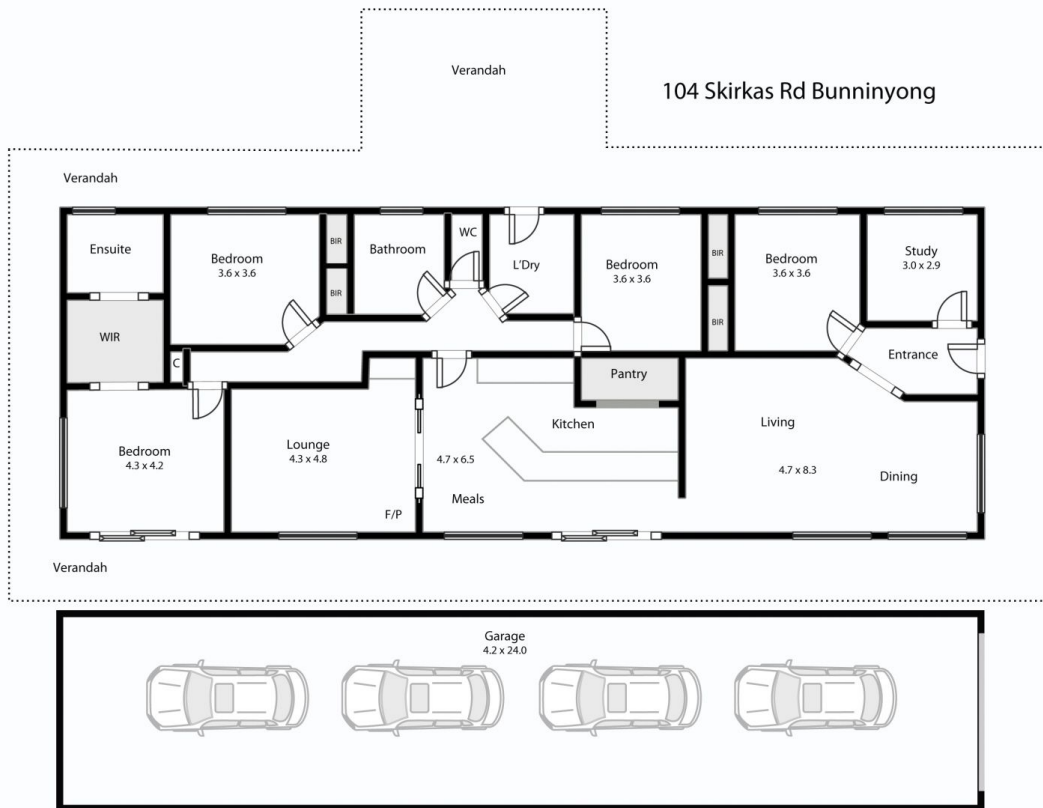 Verandah
104 Skirkas Rd Bunninyong
Verandah
Ensuite
Bedroom
3.6 x 3.6
BIR
BIR
Bathroom
WC
L'Dry
Bedroom
3.6 x 3.6
BIR
BIR
Bedroom
3.6 x 3.6
Study
3.0 x 2.9
WIR
C
Entrance
Pantry
Kitchen
Living
Bedroom
4.3 x 4.2
Lounge
4.3 x 4.8
4.7 x 6.5
4.7 x 8.3
Dining
Meals
F/P
Verandah
Garage
4.2 x 24.0